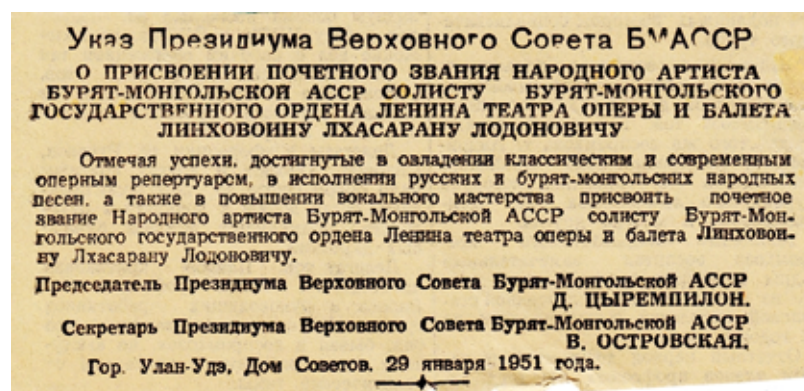 Указ Президиума Верховного Совета БМАССР
О ПРИСВОЕНИИ ПОЧЕТНОГО ЗВАНИЯ НАРОДНОГО АРТИСТА
БУРЯТ-МОНГОЛЬСКОЙ АССР СОЛИСТУ БУРЯТ-МОНГОЛЬСКОГО
ГОСУДАРСТВЕННОГО ОРДЕНА ЛЕНИНА ТЕАТРА ОПЕРЫ И БАЛЕТА
ЛИНХОВОИНУ ЛХАСАРАНУ ЛОДОНОВИЧУ
Отмечая успехи, достигнутые в овладении классическим и современным
оперным репертуаром, в исполнении русских и бурят-монгольских народных
песен, а также в повышении вокального мастерства присвоить почетное
звание Народного артиста Бурят-Монгольской АССР солисту Бурят-Мон-
гольского государственного ордена Ленина театра оперы и балета Линховои-
ну Лхасарану Лодоновичу.
Председатель Президиума Верховного Совета Бурят-Монгольской АССР
Д. ЦЫРЕМПИЛОН.
Секретарь Президиума Верховного Совета Бурят-Монгольской АССР
В. ОСТРОВСКАЯ.
Гор. Улан-Удэ, Дом Советов. 29 января 1951 года.